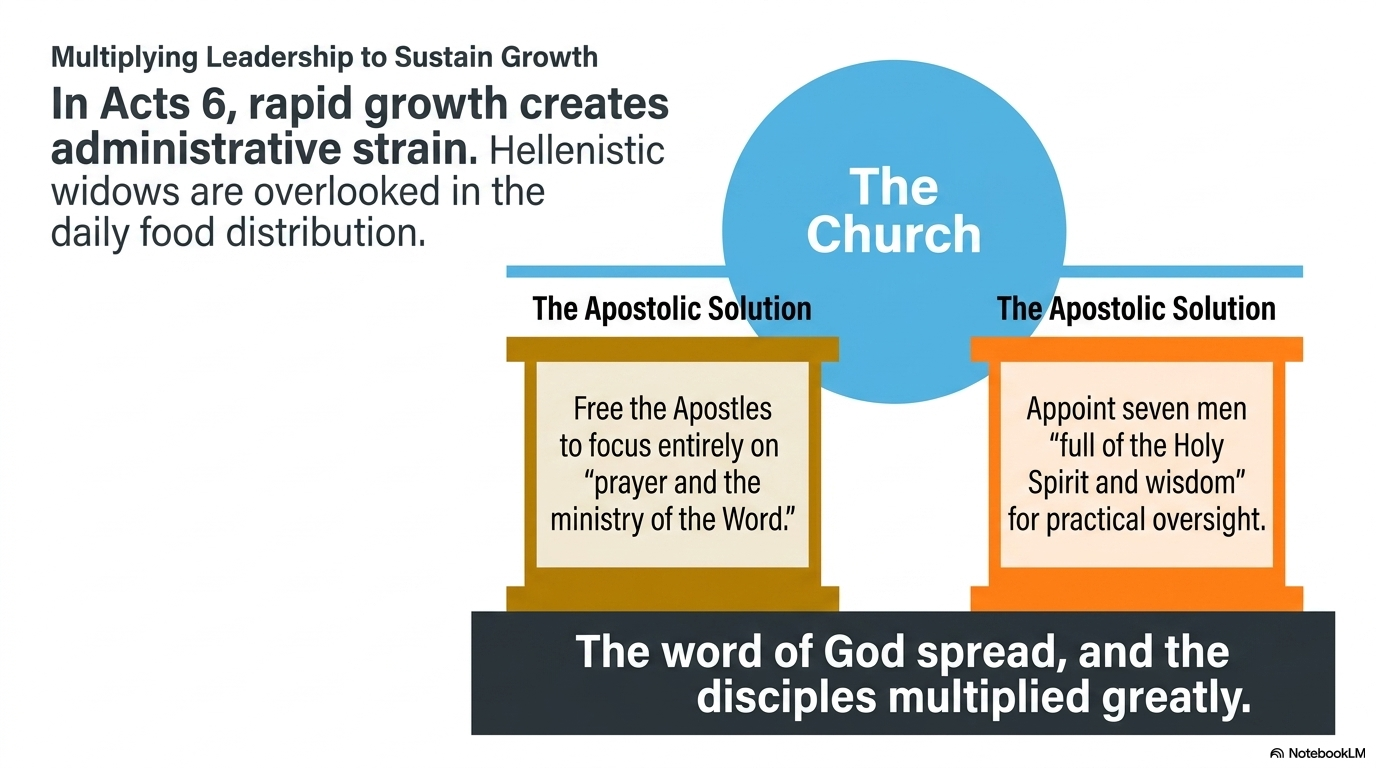 Multiplying Leadership to Sustain Growth
In Acts 6, rapid growth creates
administrative strain. Hellenistic
widows are overlooked in the
daily food distribution.
The
Church
The Apostolic Solution
Free the Apostles
to focus entirely on
“prayer and the
ministry of the Word.”
The Apostolic Solution
Appoint seven men
“full of the Holy
Spirit and wisdom”
for practical oversight.
The word of God spread, and the
disciples multiplied greatly.
NotebookLM